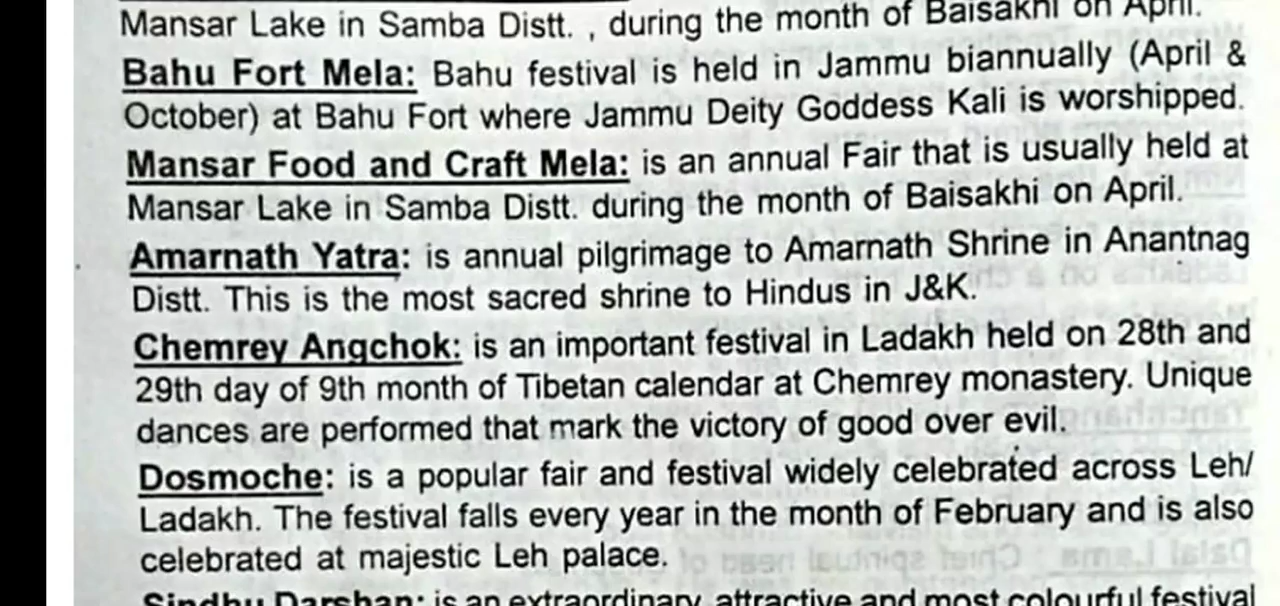 Mansar Lake in Samba Distt. , during the month of Baisakhi on April.
Bahu Fort Mela: Bahu festival is held in Jammu biannually (April &
October) at Bahu Fort where Jammu Deity Goddess Kali is worshipped.
Mansar Food and Craft Mela: is an annual Fair that is usually held at
Mansar Lake in Samba Distt. during the month of Baisakhi on April.
Amarnath Yatra: is annual pilgrimage to Amarnath Shrine in Anantnag
Distt. This is the most sacred shrine to Hindus in J&K.
Chemrey Angchok: is an important festival in Ladakh held on 28th and
29th day of 9th month of Tibetan calendar at Chemrey monastery. Unique
dances are performed that mark the victory of good over evil.
Dosmoche: is a popular fair and festival widely celebrated across Leh/
Ladakh. The festival falls every year in the month of February and is also
celebrated at majestic Leh palace.
Sindhu Darshan: is an extraordinary, attractive and most colourful festival